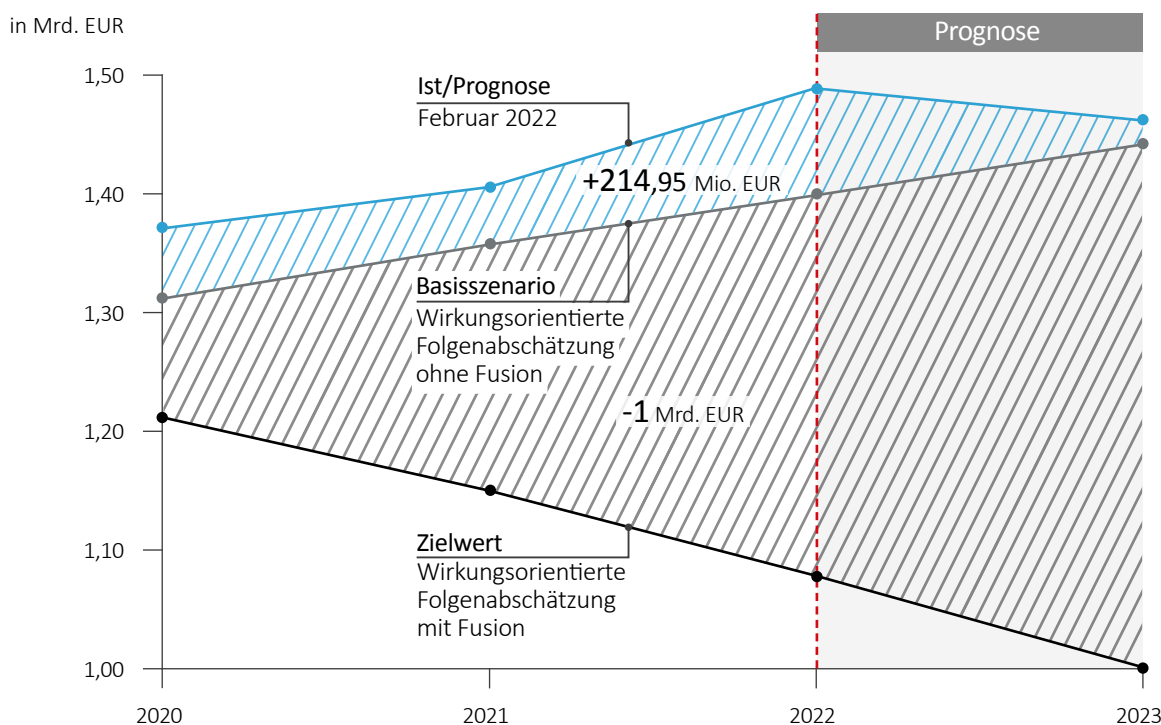 in Mrd. EUR
Prognose
1,50
Ist/Prognose
Februar 2022
+214,95 Mio. EUR
1,40
Basisszenario
Wirkungsorientierte
Folgenabschätzung
ohne Fusion
1,30
-1 Mrd. EUR
1,20
Zielwert
Wirkungsorientierte
Folgenabschätzung
mit Fusion
1,10
1,00
2020
2021
2022
2023